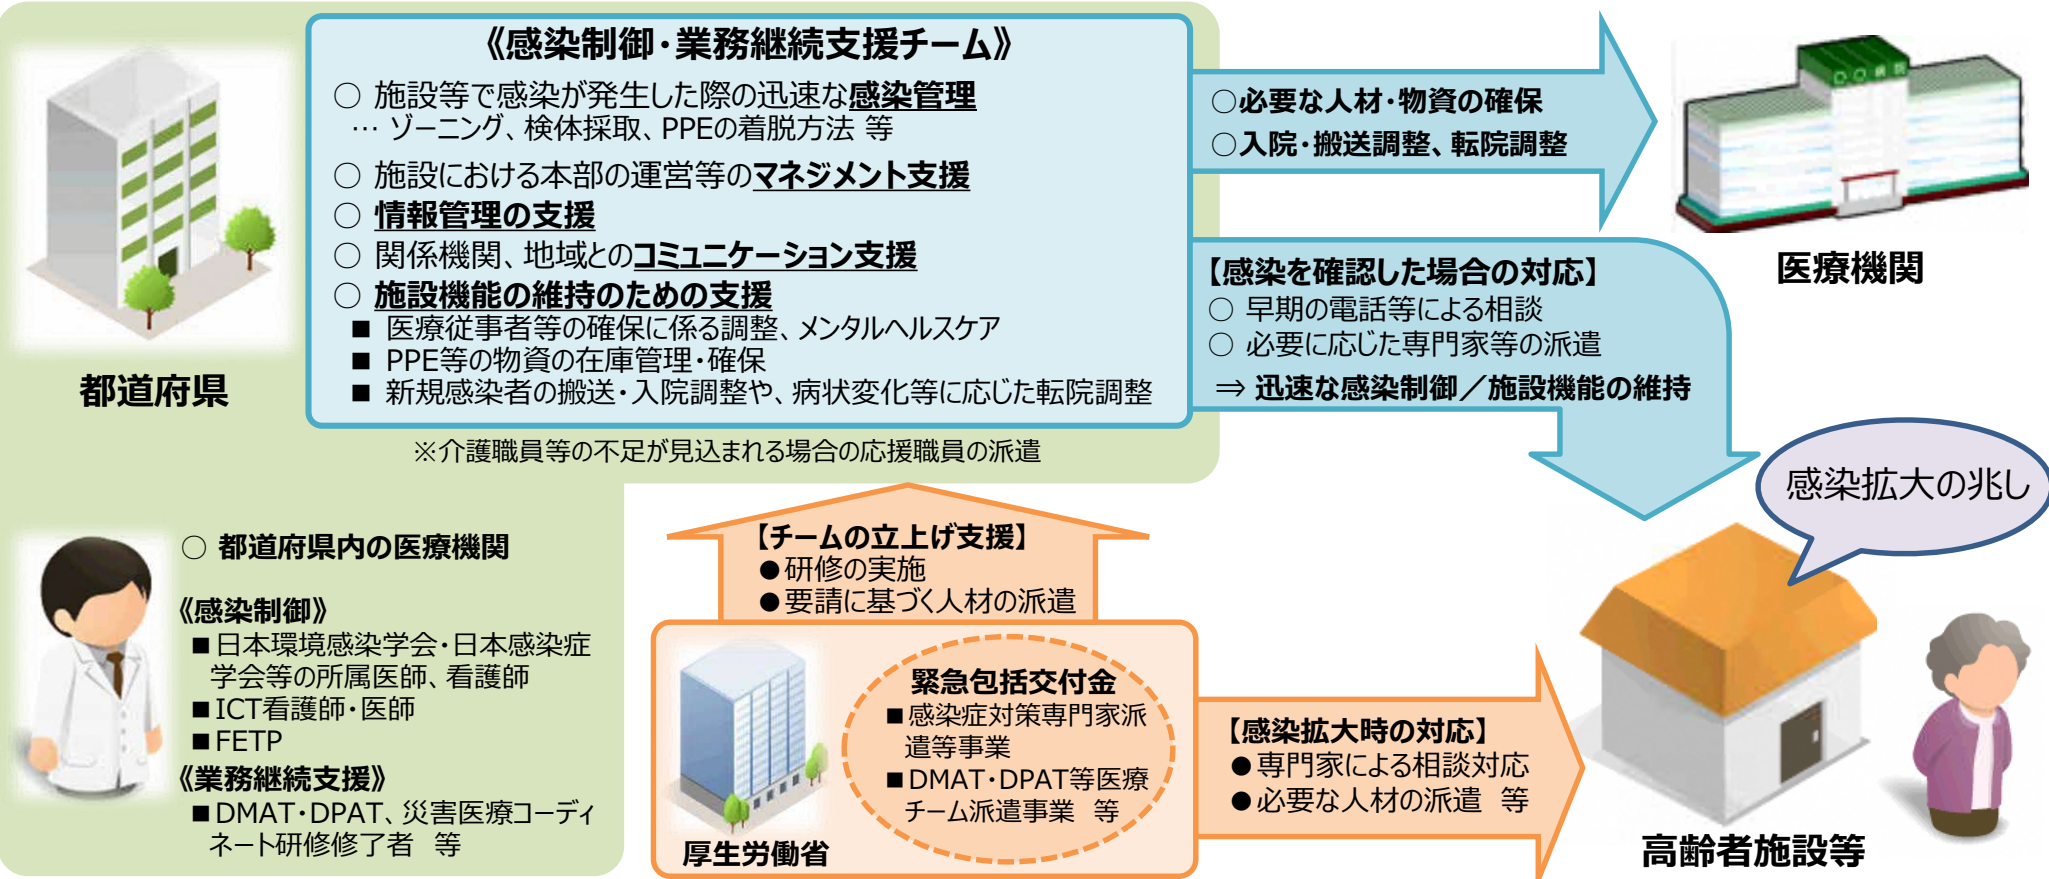 《感染制御・業務継続支援チーム》
○ 施設等で感染が発生した際の迅速な感染管理
… ゾーニング、検体採取、PPEの着脱方法 等
○ 施設における本部の運営等のマネジメント支援
○ 情報管理の支援
○ 関係機関、地域とのコミュニケーション支援
○ 施設機能の維持のための支援
■ 医療従事者等の確保に係る調整、メンタルヘルスケア
■ PPE等の物資の在庫管理・確保
■ 新規感染者の搬送・入院調整や、病状変化等に応じた転院調整
※介護職員等の不足が見込まれる場合の応援職員の派遣
都道府県
○必要な人材・物資の確保
○入院・搬送調整、転院調整
○○病院
医療機関
【感染を確認した場合の対応】
○ 早期の電話等による相談
○ 必要に応じた専門家等の派遣
⇒ 迅速な感染制御／施設機能の維持
感染拡大の兆し
○ 都道府県内の医療機関
《感染制御》
■日本環境感染学会・日本感染症
学会等の所属医師、看護師
■ICT看護師・医師
■FETP
《業務継続支援》
■DMAT・DPAT、災害医療コーディ
ネート研修修了者 等
【チームの立上げ支援】
●研修の実施
●要請に基づく人材の派遣
緊急包括交付金
■感染症対策専門家派
遣等事業
■DMAT・DPAT等医療
チーム派遣事業 等
厚生労働省
【感染拡大時の対応】
●専門家による相談対応
●必要な人材の派遣 等
高齢者施設等